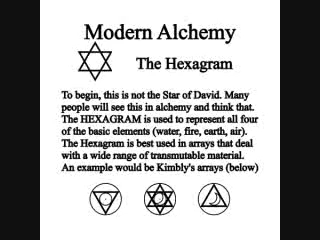 Modern Alchemy
The Hexagram
To begin, this is not the Star of David. Many
people will see this in alchemy and think that.
The HEXAGRAM is used to represent all four
of the basic elements (water, fire, earth, air).
The Hexagram is best used in arrays that deal
with a wide range of transmutable material.
An example would be Kimbly's arrays (below)